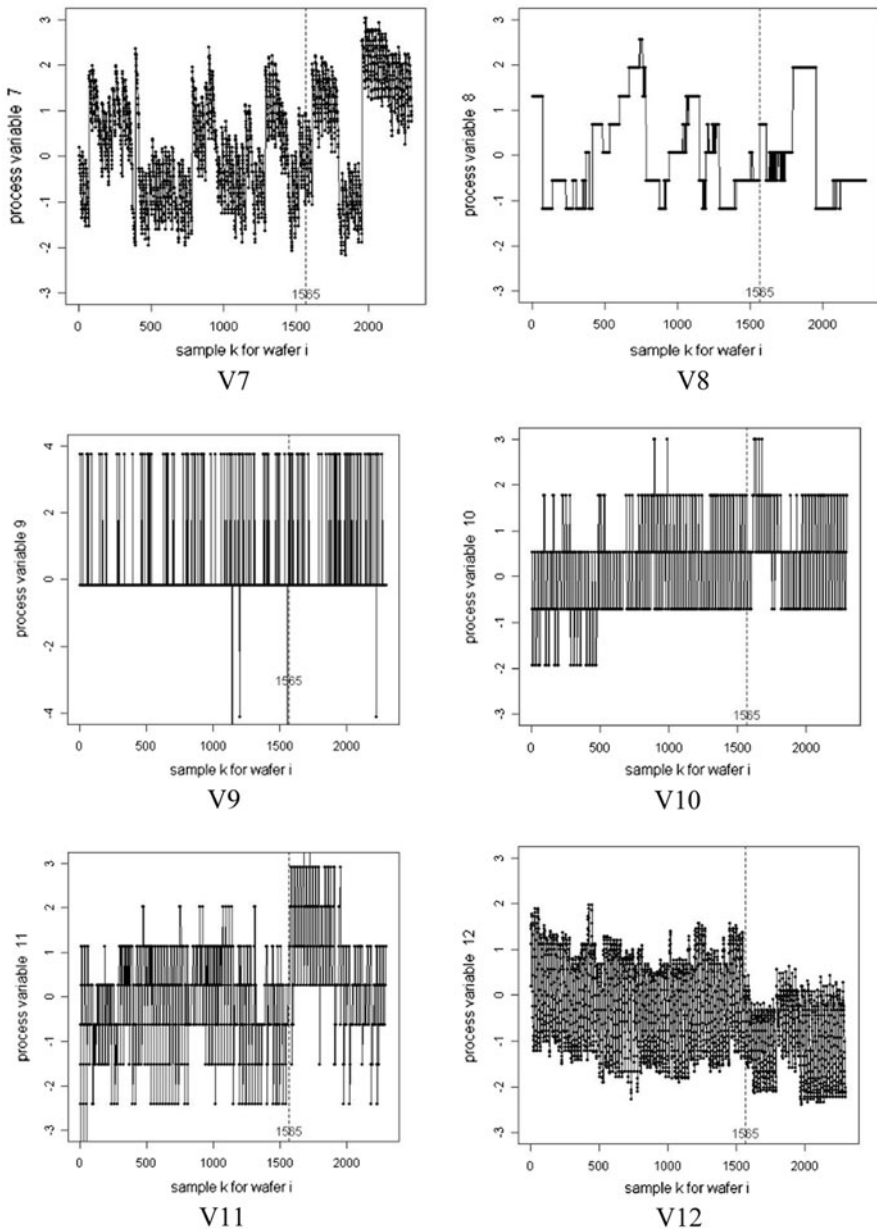 process variable 7
3
2
1
0
-1
-2
-3
1565
0 500 1000 1500 2000
sample k for wafer i
V7
process variable 8
3
2
1
0
-1
-2
-3
1565
0 500 1000 1500 2000
sample k for wafer i
V8
process variable 9
4
2
0
-2
-4
1565
0 500 1000 1500 2000
sample k for wafer i
V9
process variable 10
3
2
1
0
-1
-2
-3
1565
0 500 1000 1500 2000
sample k for wafer i
V10
process variable 11
3
2
1
0
-1
-2
-3
1565
0 500 1000 1500 2000
sample k for wafer i
V11
process variable 12
3
2
1
0
-1
-2
-3
1565
0 500 1000 1500 2000
sample k for wafer i
V12